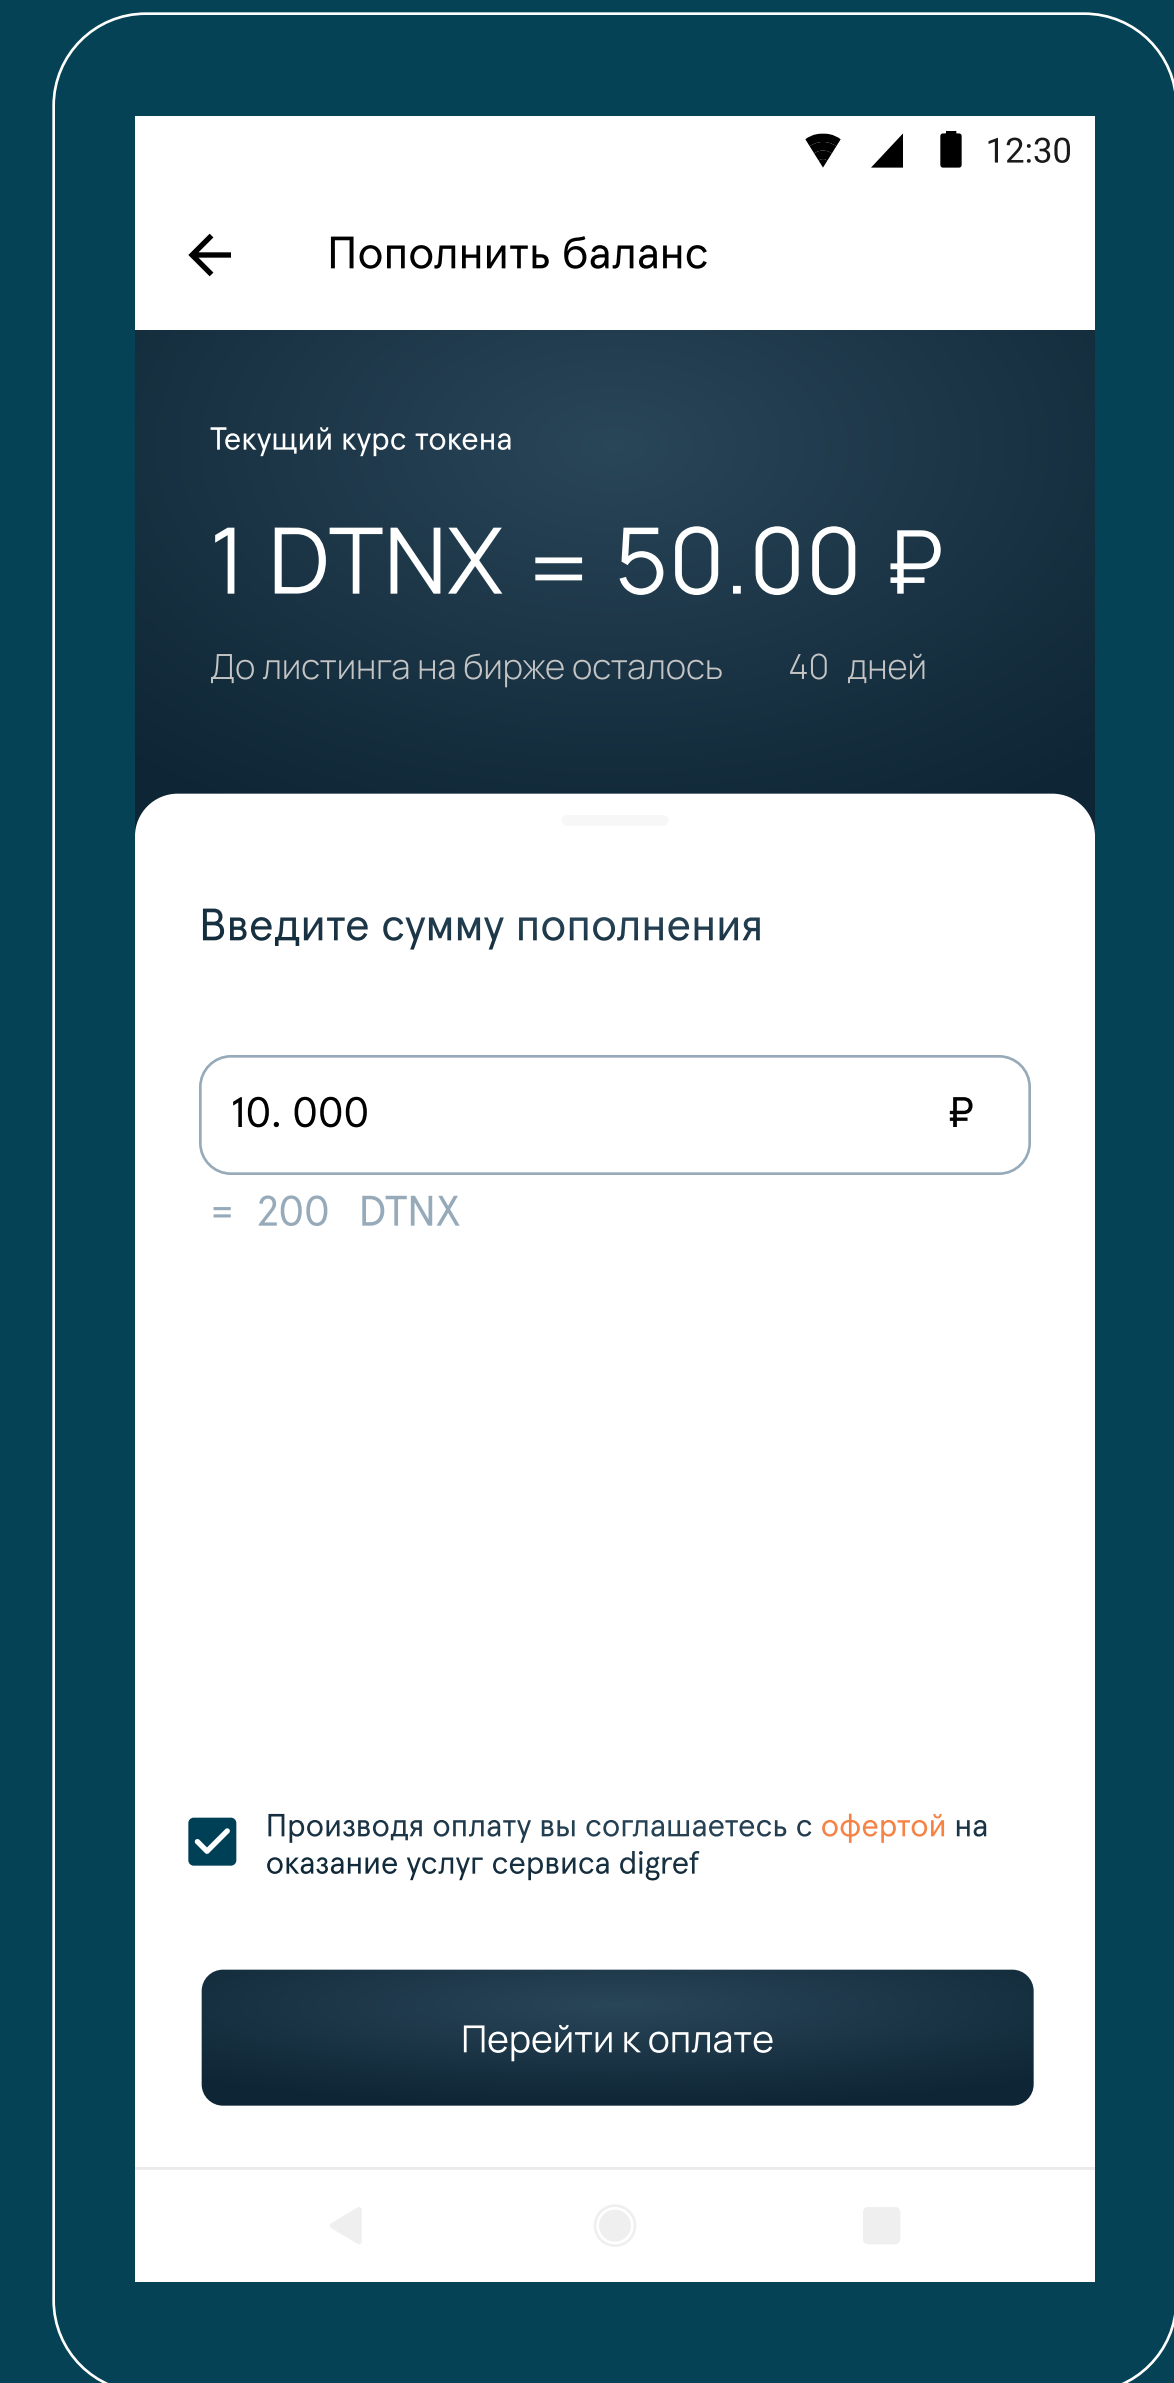 12:30
Пополнить баланс
Текущий курс токена
1 DTNX = 50.00 ₽
До листинга на бирже осталось 40 дней
Введите сумму пополнения
10. 000 ₽
= 200 DTNX
Производя оплату вы соглашаетесь с офертой на
оказание услуг сервиса digref
Перейти к оплате